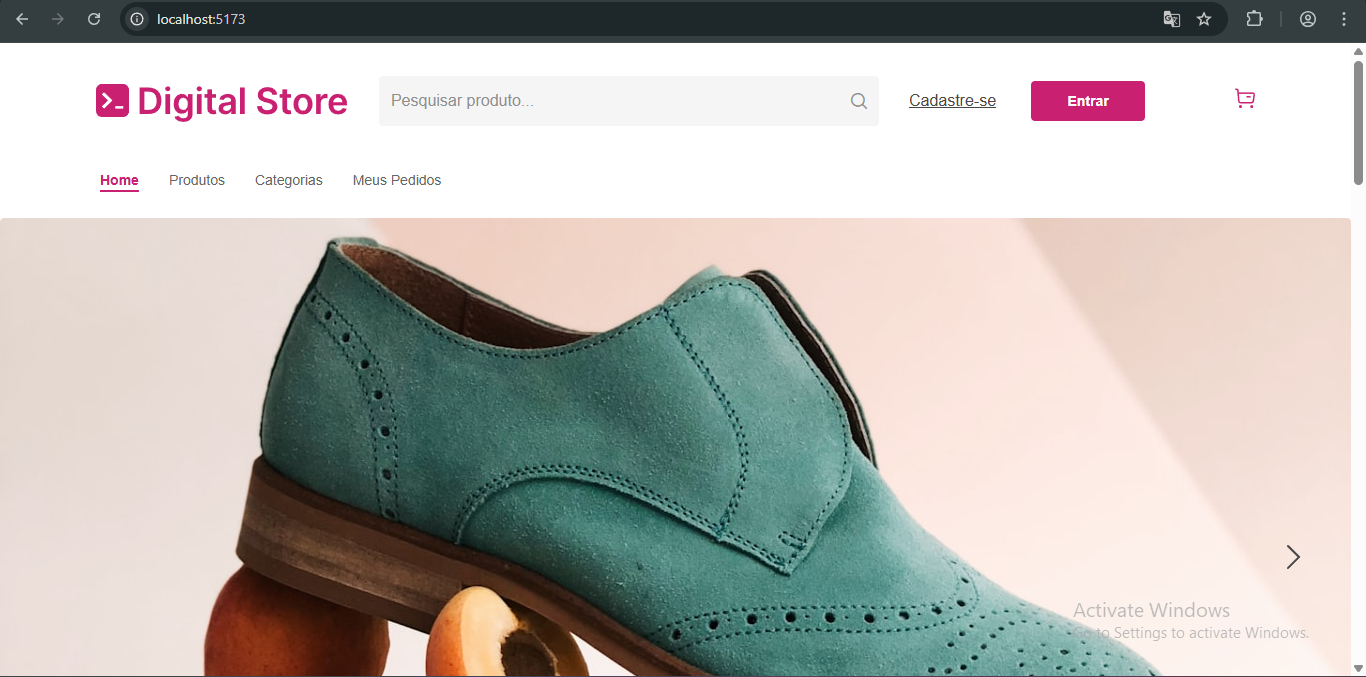 localhost:5173
Digital Store
Pesquisar produto...
Cadastre-se
Entrar
Home
Produtos
Categorias
Meus Pedidos
Activate Windows
Go to Settings to activate Windows.